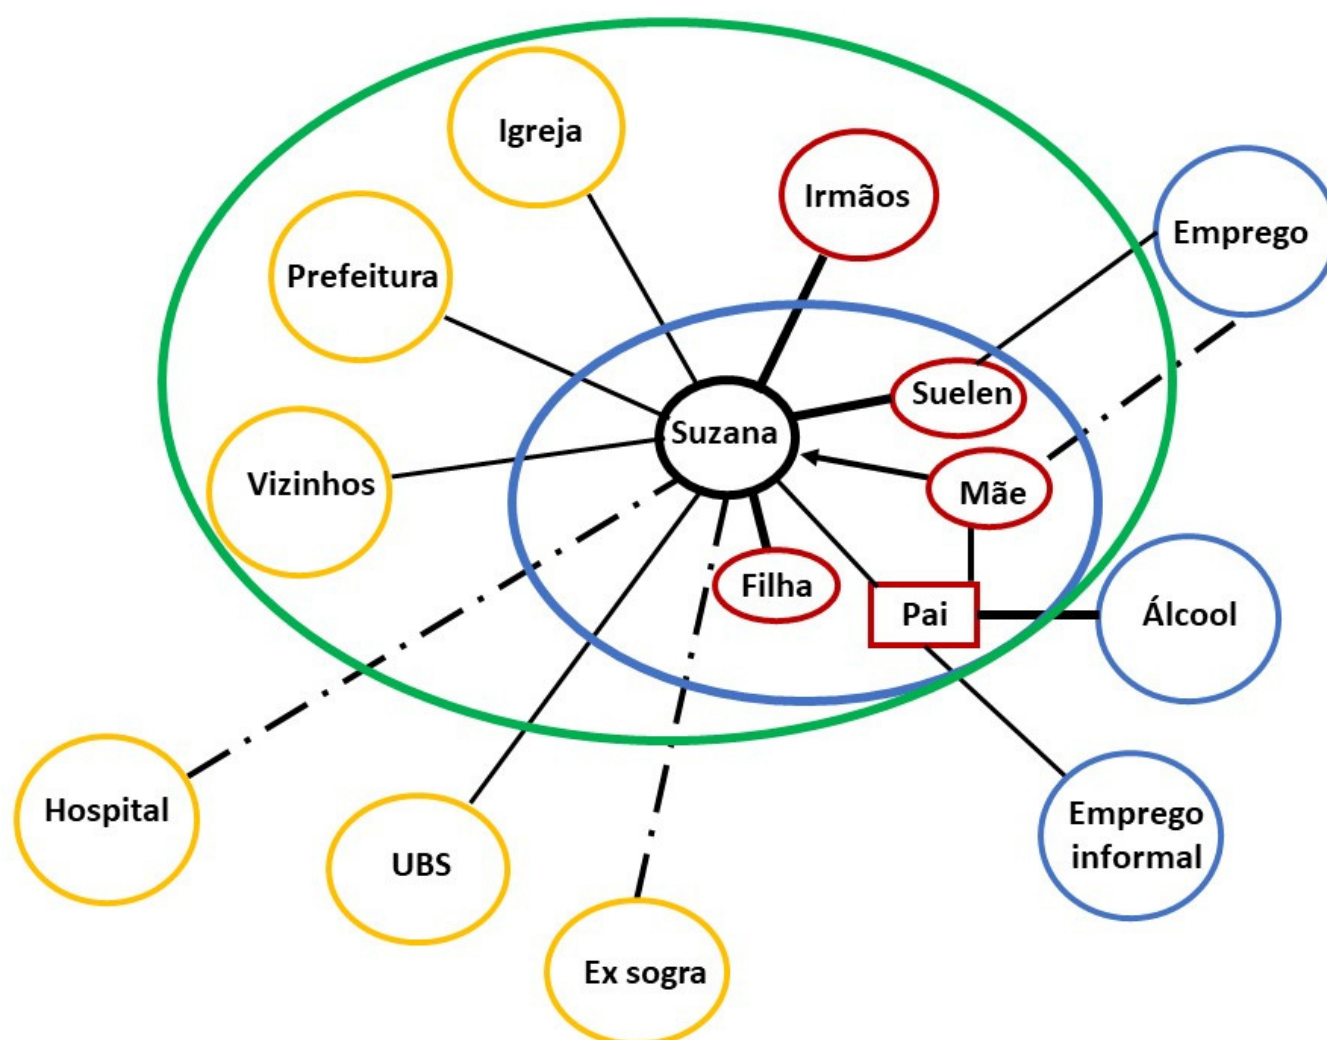 Igreja
Irmãos
Emprego
Prefeitura
Suelen
Suzana
Vizinhos
Mãe
Filha
Pai
Álcool
Hospital
UBS
Emprego
informal
Ex sogra